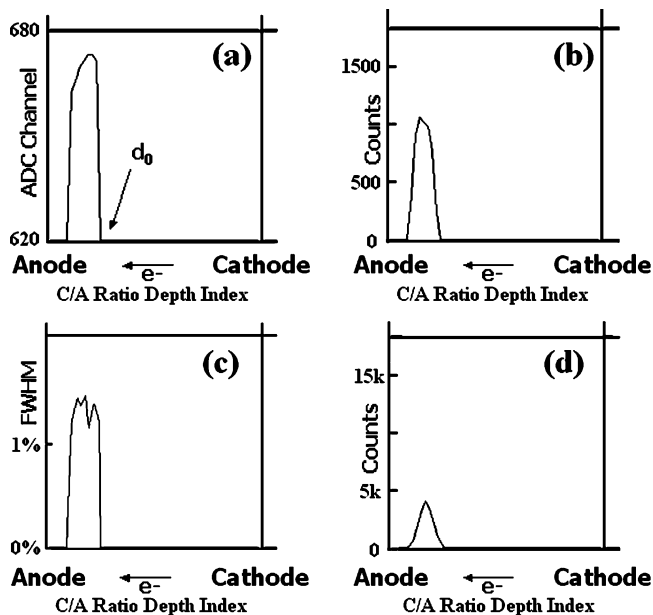 680
(a)
ADC Channel
d0
620
Anode e- Cathode
C/A Ratio Depth Index
(b)
1500
Counts
500
0
Anode e- Cathode
C/A Ratio Depth Index
(c)
FWHM
1%
0%
Anode e- Cathode
C/A Ratio Depth Index
(d)
15k
Counts
5k
0
Anode e- Cathode
C/A Ratio Depth Index